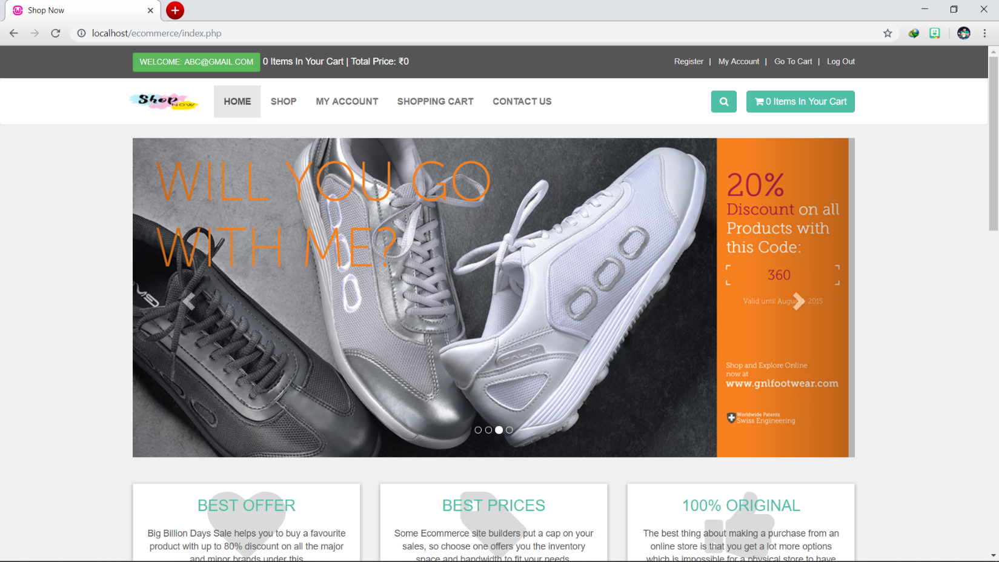 Shop Now
localhost/ecommerce/index.php
WELCOME: ABC@GMAIL.COM 0 Items In Your Cart | Total Price: ₹0
Register | My Account | Go To Cart | Log Out
Shop NOW
HOME SHOP MY ACCOUNT SHOPPING CART CONTACT US
0 Items In Your Cart
WILL YOU GO
WITH ME?
20%
Discount on all
Products with
this Code:
360
Valid until August 2015
Shop and Explore Online
now at
www.gnlfootwear.com
Worldwide Patents
Swiss Engineering
BEST OFFER
Big Billion Days Sale helps you to buy a favourite
product with up to 80% discount on all the major
and minor brands under this
BEST PRICES
Some Ecommerce site builders put a cap on your
sales, so choose one offers you the inventory
space and bandwidth to fit your needs
100% ORIGINAL
The best thing about making a purchase from an
online store is that you get a lot more options
which is impossible for a physical store to have